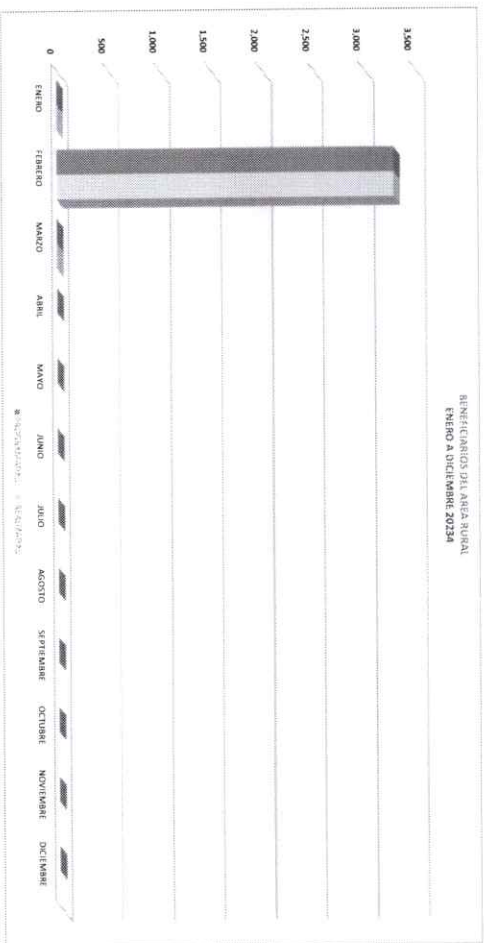 BENEFICIARIOS DEL AREA RURAL
ENERO A DICIEMBRE 20234
3,500
3,000
2,500
2,000
1,500
1,000
500
0
ENERO FEBRERO MARZO ABRIL MAYO JUNIO JULIO AGOSTO SEPTIEMBRE OCTUBRE NOVIEMBRE DICIEMBRE